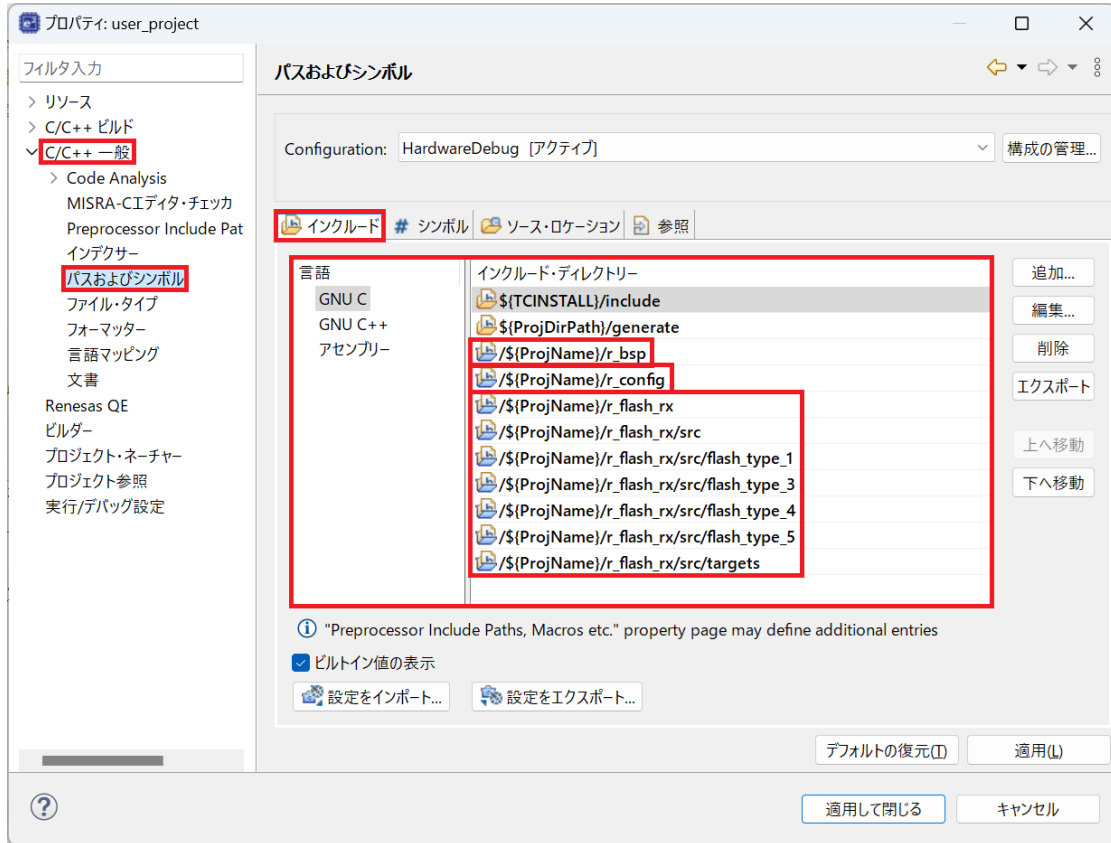 プロパティ: user_project
フィルタ入力
リソース
C/C++ ビルド
C/C++ 一般
Code Analysis
MISRA-Cエディタ・チェッカ
Preprocessor Include Pat
インデクサー
パスおよびシンボル
ファイル・タイプ
フォーマッター
言語マッピング
文書
Renesas QE
ビルダー
プロジェクト・ネーチャー
プロジェクト参照
実行/デバッグ設定
パスおよびシンボル
Configuration: HardwareDebug [アクティブ] 構成の管理...
インクルード # シンボル ソース・ロケーション 参照
言語
GNU C
GNU C++
アセンブリー
インクルード・ディレクトリー
${TCINSTALL}/include
${ProjDirPath}/generate
/${ProjName}/r_bsp
/${ProjName}/r_config
/${ProjName}/r_flash_rx
/${ProjName}/r_flash_rx/src
/${ProjName}/r_flash_rx/src/flash_type_1
/${ProjName}/r_flash_rx/src/flash_type_3
/${ProjName}/r_flash_rx/src/flash_type_4
/${ProjName}/r_flash_rx/src/flash_type_5
/${ProjName}/r_flash_rx/src/targets
追加...
編集...
削除
エクスポート
上へ移動
下へ移動
"Preprocessor Include Paths, Macros etc." property page may define additional entries
ビルトイン値の表示
設定をインポート... 設定をエクスポート...
デフォルトの復元(T) 適用(L)
適用して閉じる キャンセル